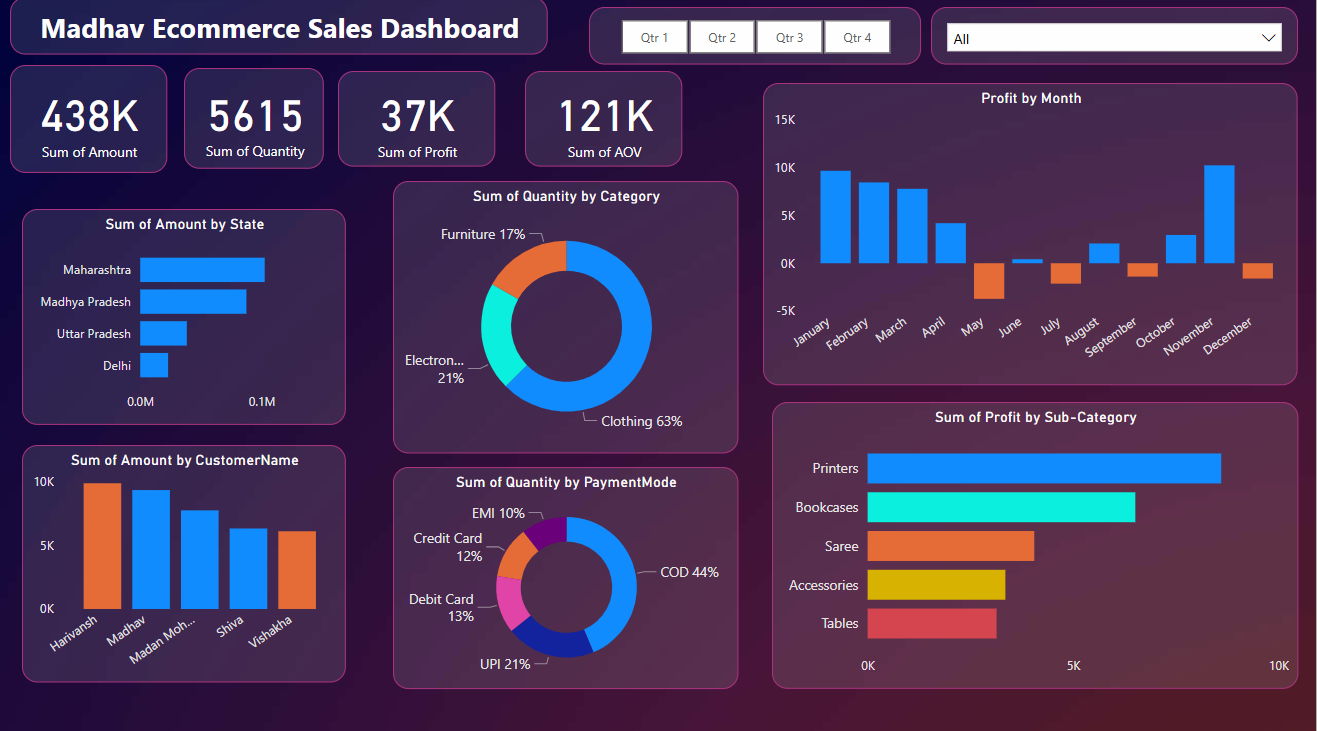 Madhav Ecommerce Sales Dashboard
Qtr 1
Qtr 2
Qtr 3
Qtr 4
All
438K
Sum of Amount
5615
Sum of Quantity
37K
Sum of Profit
121K
Sum of AOV
Profit by Month
15K
10K
5K
0K
-5K
January
February
March
April
May
June
July
August
September
October
November
December
Sum of Amount by State
Maharashtra
Madhya Pradesh
Uttar Pradesh
Delhi
0.0M
0.1M
Sum of Quantity by Category
Furniture 17%
Electron...
21%
Clothing 63%
Sum of Amount by CustomerName
10K
5K
0K
Harivansh
Madhav
Madan Moh...
Shiva
Vishakha
Sum of Quantity by PaymentMode
EMI 10%
Credit Card
12%
Debit Card
13%
UPI 21%
COD 44%
Sum of Profit by Sub-Category
Printers
Bookcases
Saree
Accessories
Tables
0K
5K
10K